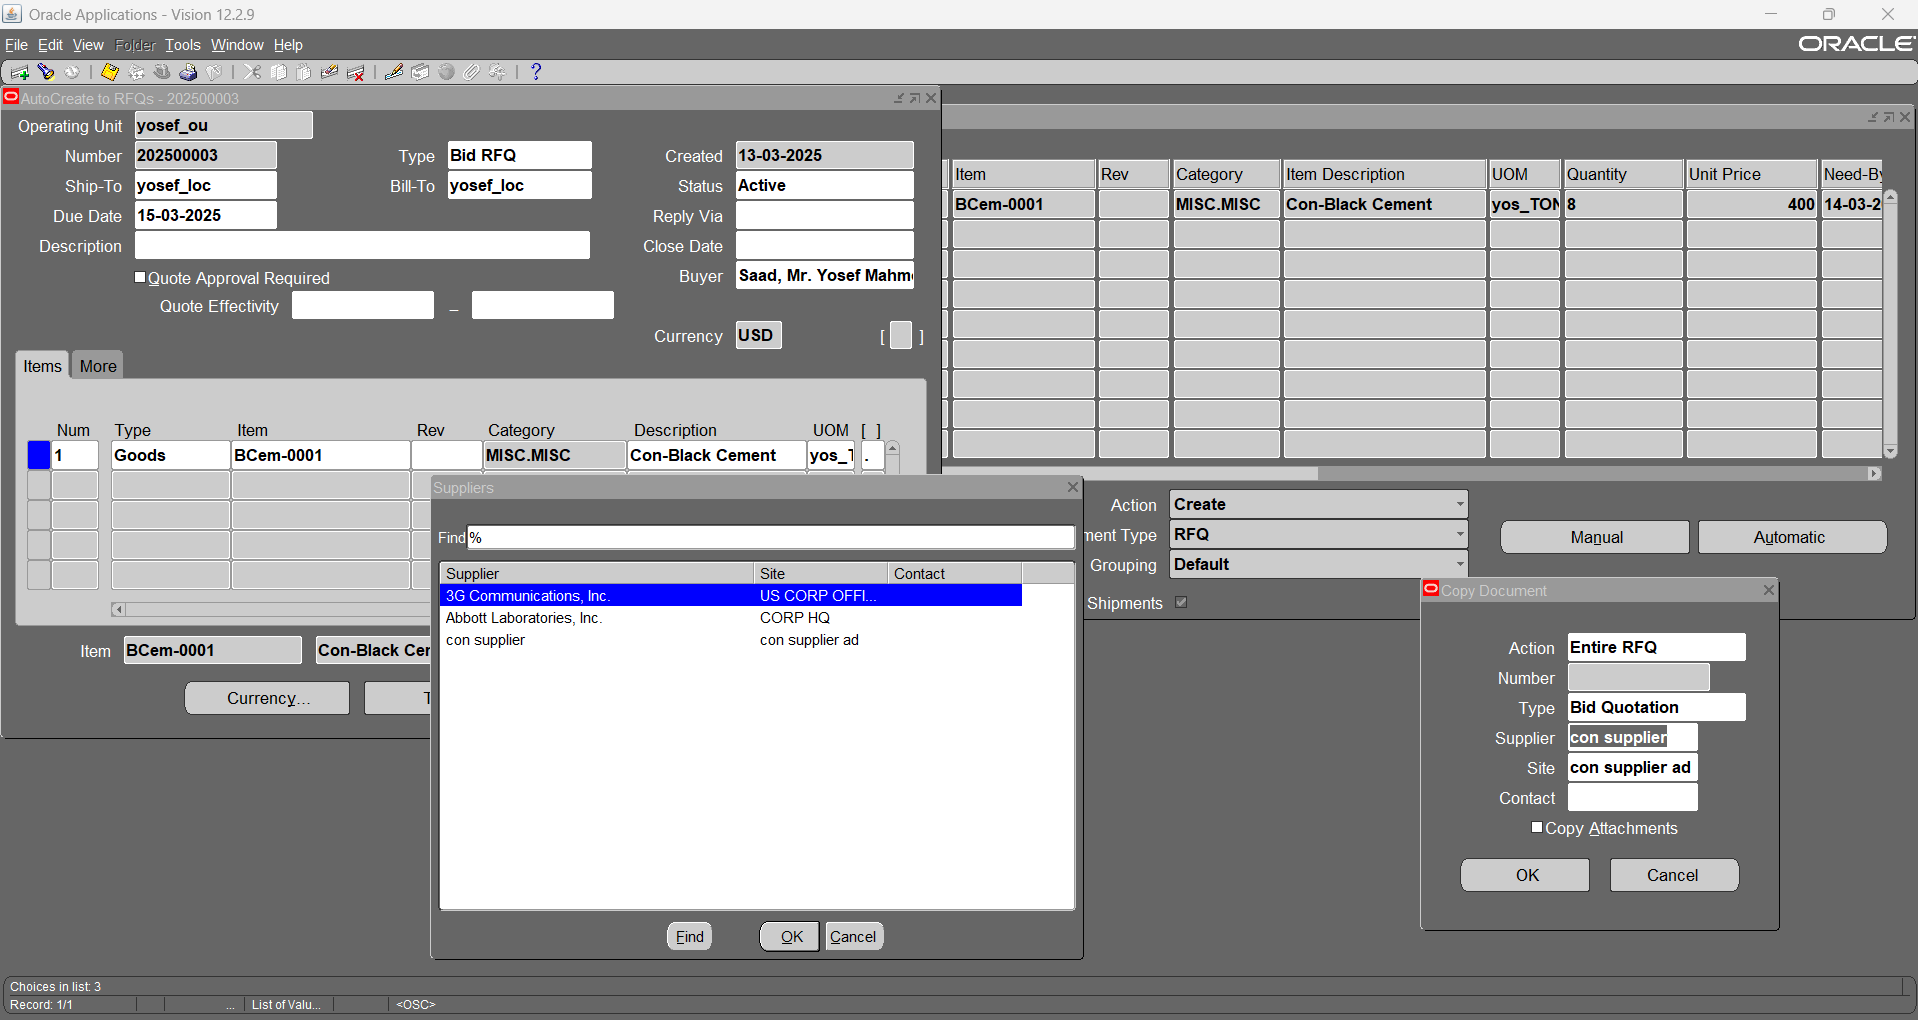 Oracle Applications - Vision 12.2.9
File Edit View Folder Tools Window Help
ORACLE
AutoCreate to RFQs - 202500003
Operating Unit yosef_ou
Number 202500003 Type Bid RFQ Created 13-03-2025
Ship-To yosef_loc Bill-To yosef_loc Status Active
Due Date 15-03-2025 Reply Via
Description Close Date
Quote Approval Required Buyer Saad, Mr. Yosef Mahm
Quote Effectivity –
Currency USD [ ]
Items More
Num Type Item Rev Category Description UOM [ ]
1 Goods BCem-0001 MISC.MISC Con-Black Cement yos_T .
Item BCem-0001 Con-Black Cer
Currency... T
Item Rev Category Item Description UOM Quantity Unit Price Need-By
BCem-0001 MISC.MISC Con-Black Cement yos_TON 8 400 14-03-2
Action Create
ment Type RFQ
Grouping Default
Shipments
Manual Automatic
Suppliers
Find %
Supplier Site Contact
3G Communications, Inc. US CORP OFFI...
Abbott Laboratories, Inc. CORP HQ
con supplier con supplier ad
Find OK Cancel
Copy Document
Action Entire RFQ
Number
Type Bid Quotation
Supplier con supplier
Site con supplier ad
Contact
Copy Attachments
OK Cancel
Choices in list: 3
Record: 1/1 ... List of Valu... <OSC>